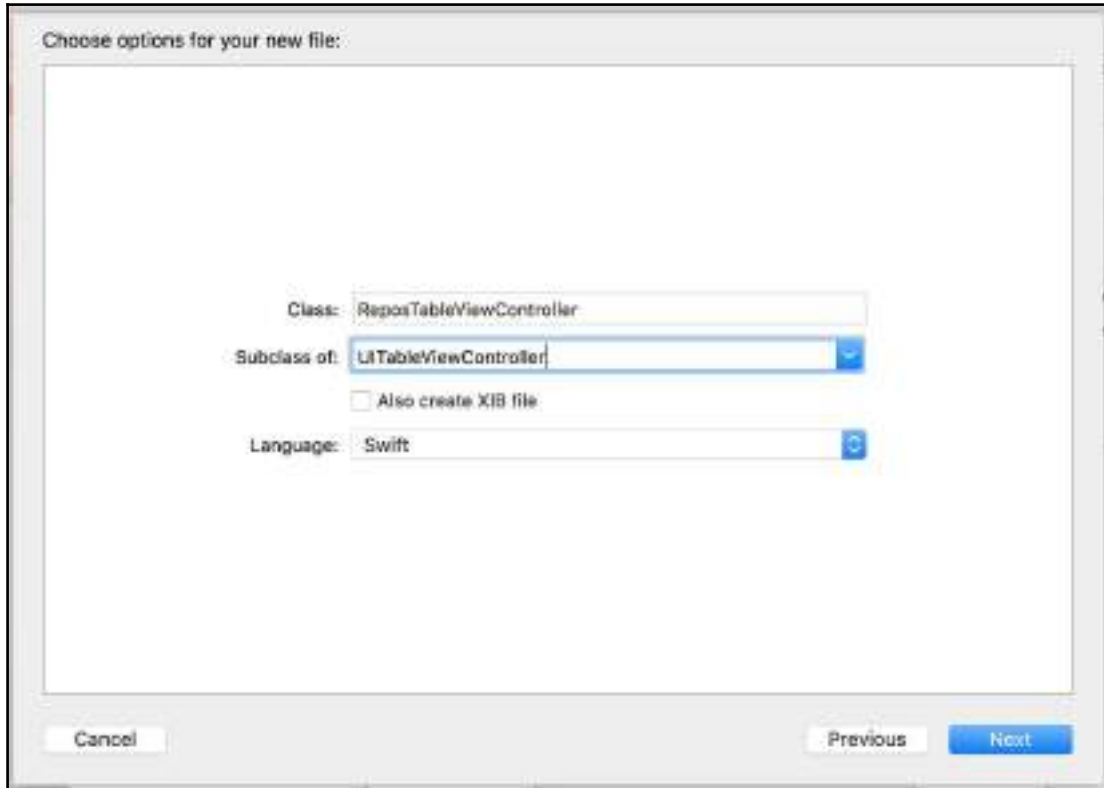 Choose options for your new file:
Class: ReposTableViewController
Subclass of: UITableViewController
Also create XIB file
Language: Swift
Cancel Previous Next